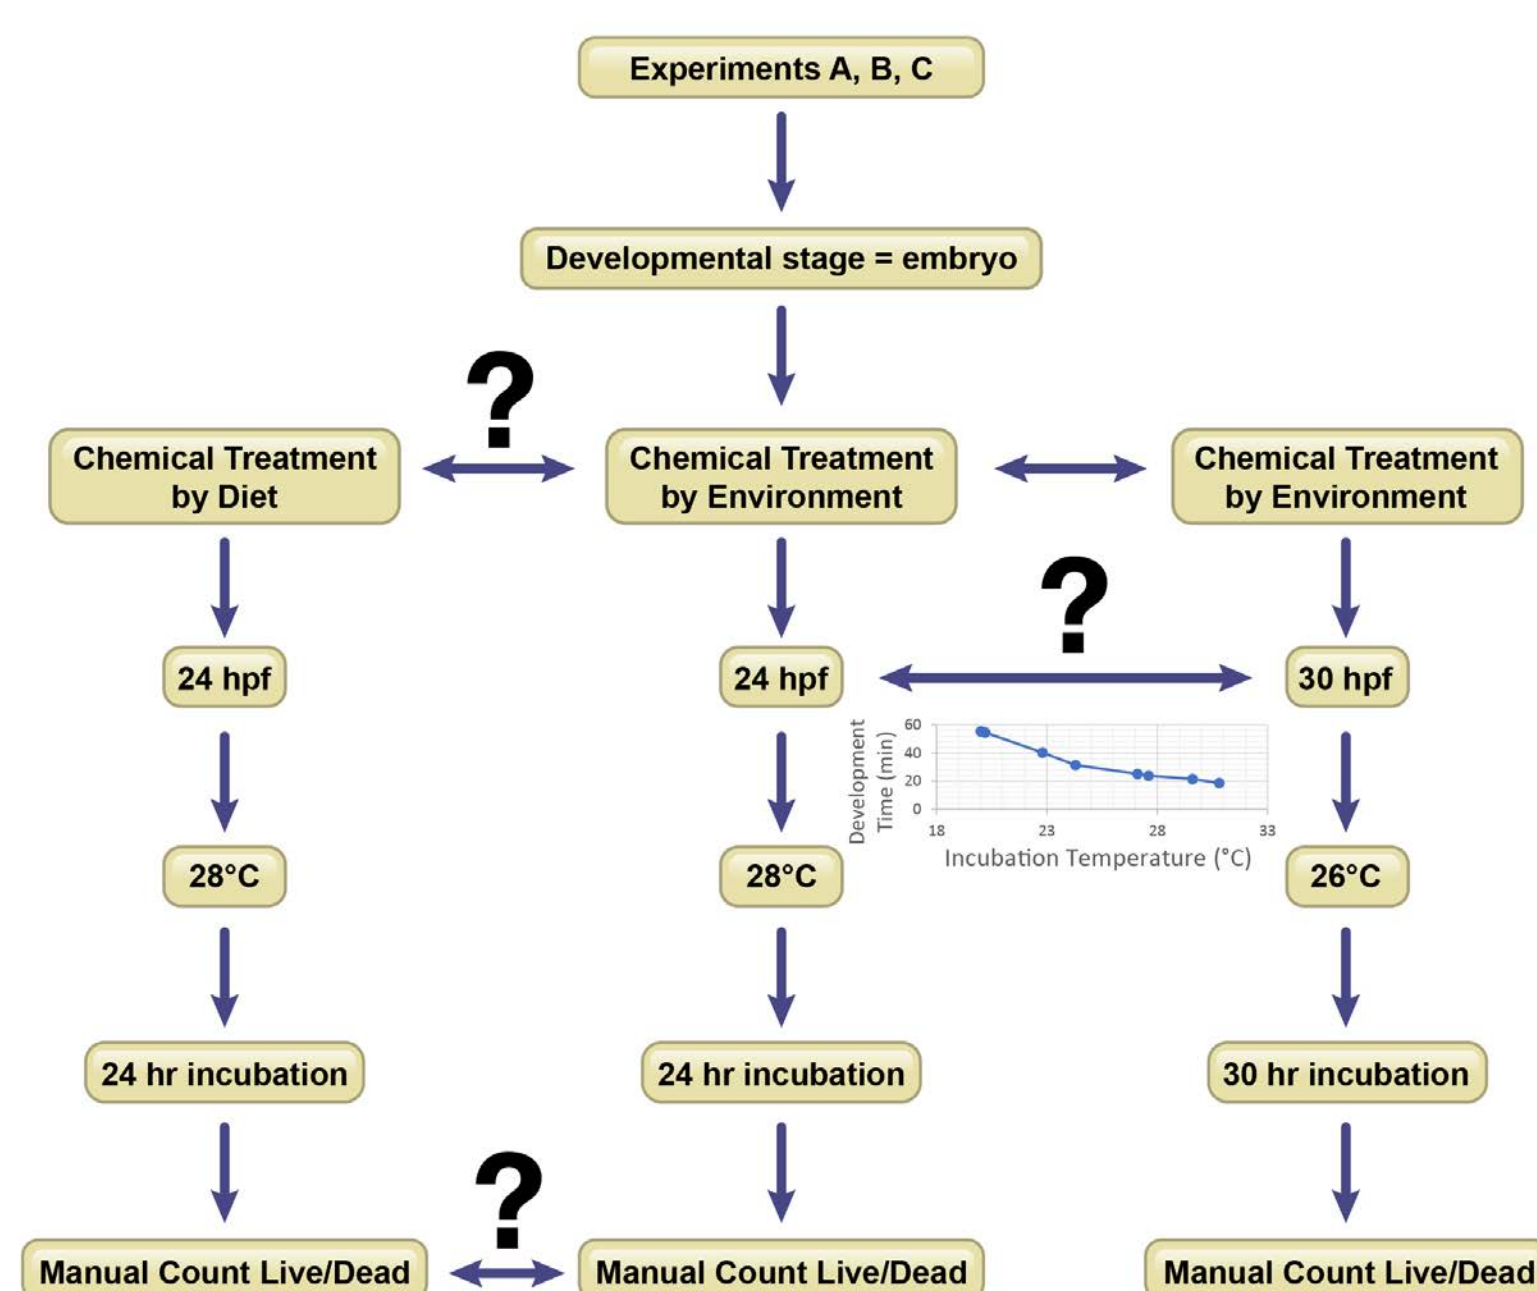 Experiments A, B, C
Developmental stage = embryo
?
Chemical Treatment
by Diet
Chemical Treatment
by Environment
Chemical Treatment
by Environment
?
24 hpf
24 hpf
30 hpf
Development
Time (min)
60
40
20
0
18
23
28
33
Incubation Temperature (°C)
28°C
28°C
26°C
24 hr incubation
24 hr incubation
30 hr incubation
?
Manual Count Live/Dead
Manual Count Live/Dead
Manual Count Live/Dead